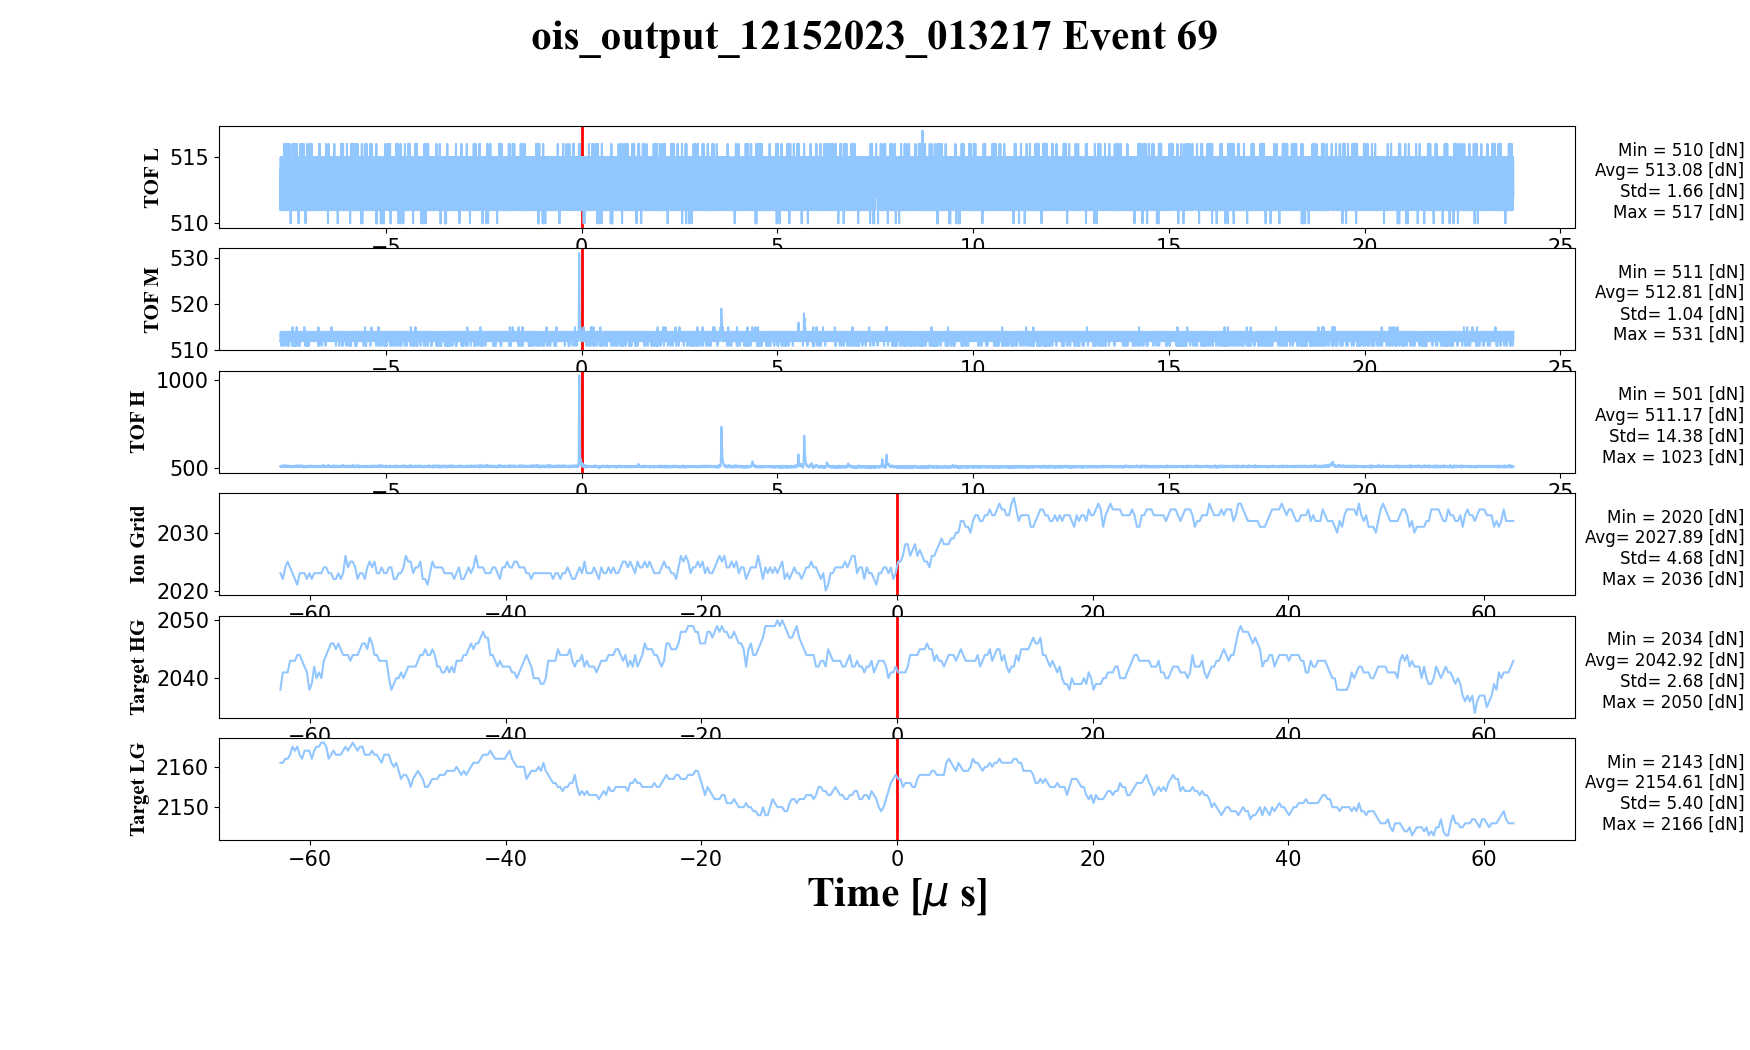 ois_output_12152023_013217 Event 69
TOF L
515
510
−5
0
5
10
15
20
25
Min = 510 [dN]
Avg= 513.08 [dN]
Std= 1.66 [dN]
Max = 517 [dN]
TOF M
530
520
510
−5
0
5
10
15
20
25
Min = 511 [dN]
Avg= 512.81 [dN]
Std= 1.04 [dN]
Max = 531 [dN]
TOF H
1000
500
−5
0
5
10
15
20
25
Min = 501 [dN]
Avg= 511.17 [dN]
Std= 14.38 [dN]
Max = 1023 [dN]
Ion Grid
2030
2020
−60
−40
−20
0
20
40
60
Min = 2020 [dN]
Avg= 2027.89 [dN]
Std= 4.68 [dN]
Max = 2036 [dN]
Target HG
2050
2040
−60
−40
−20
0
20
40
60
Min = 2034 [dN]
Avg= 2042.92 [dN]
Std= 2.68 [dN]
Max = 2050 [dN]
Target LG
2160
2150
−60
−40
−20
0
20
40
60
Min = 2143 [dN]
Avg= 2154.61 [dN]
Std= 5.40 [dN]
Max = 2166 [dN]
Time [μ s]